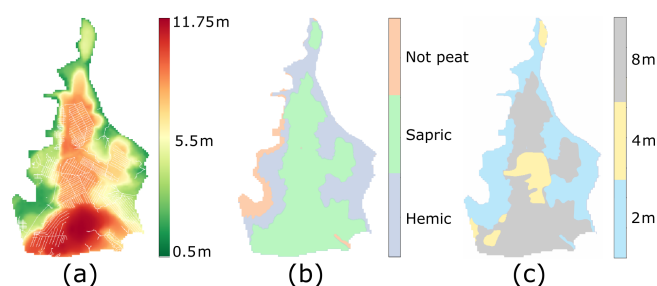 11.75m
5.5m
0.5m
(a)
Not peat
Sapric
Hemic
(b)
8m
4m
2m
(c)